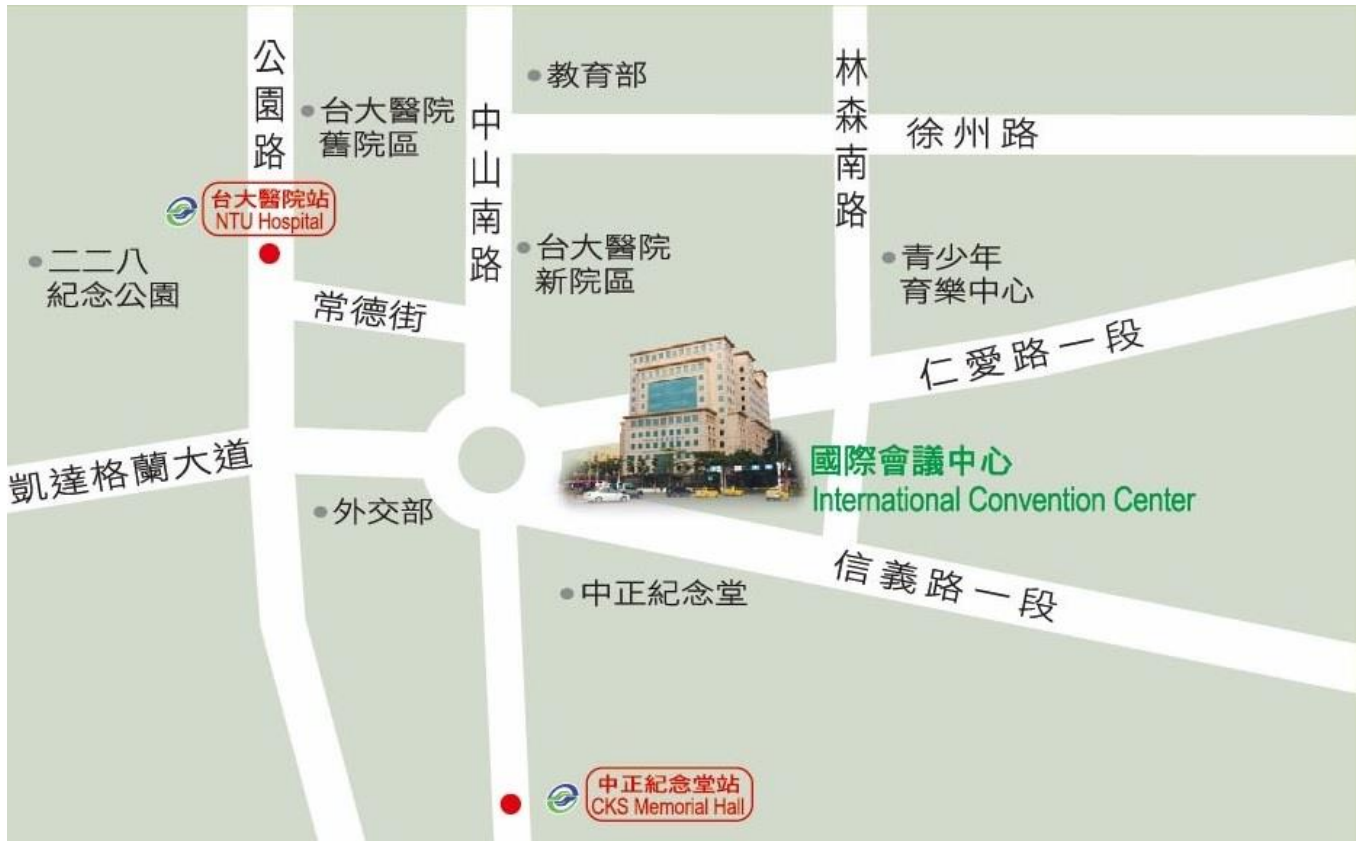 公園路
台大醫院
舊院區
中山南路
教育部
林森南路
徐州路
台大醫院站
NTU Hospital
二二八
紀念公園
常德街
台大醫院
新院區
青少年
育樂中心
仁愛路一段
凱達格蘭大道
外交部
國際會議中心
International Convention Center
信義路一段
中正紀念堂
中正紀念堂站
CKS Memorial Hall